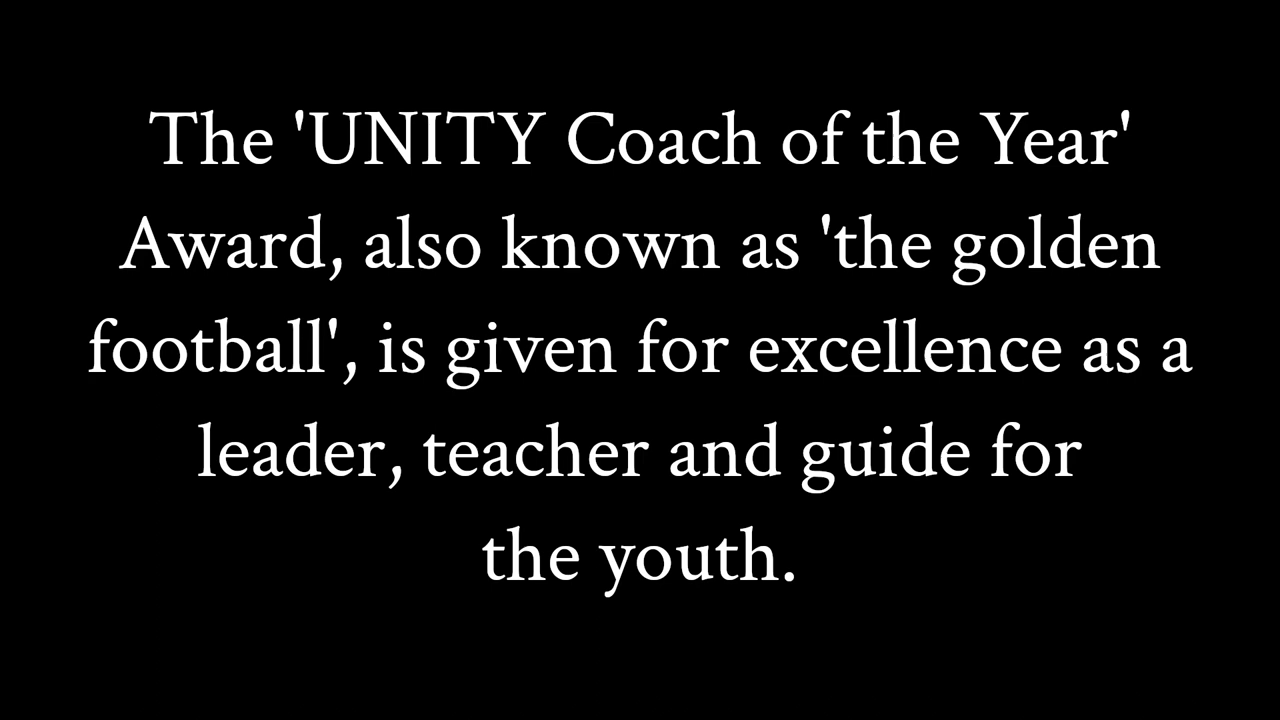 The 'UNITY Coach of the Year'
Award, also known as 'the golden
football', is given for excellence as a
leader, teacher and guide for
the youth.